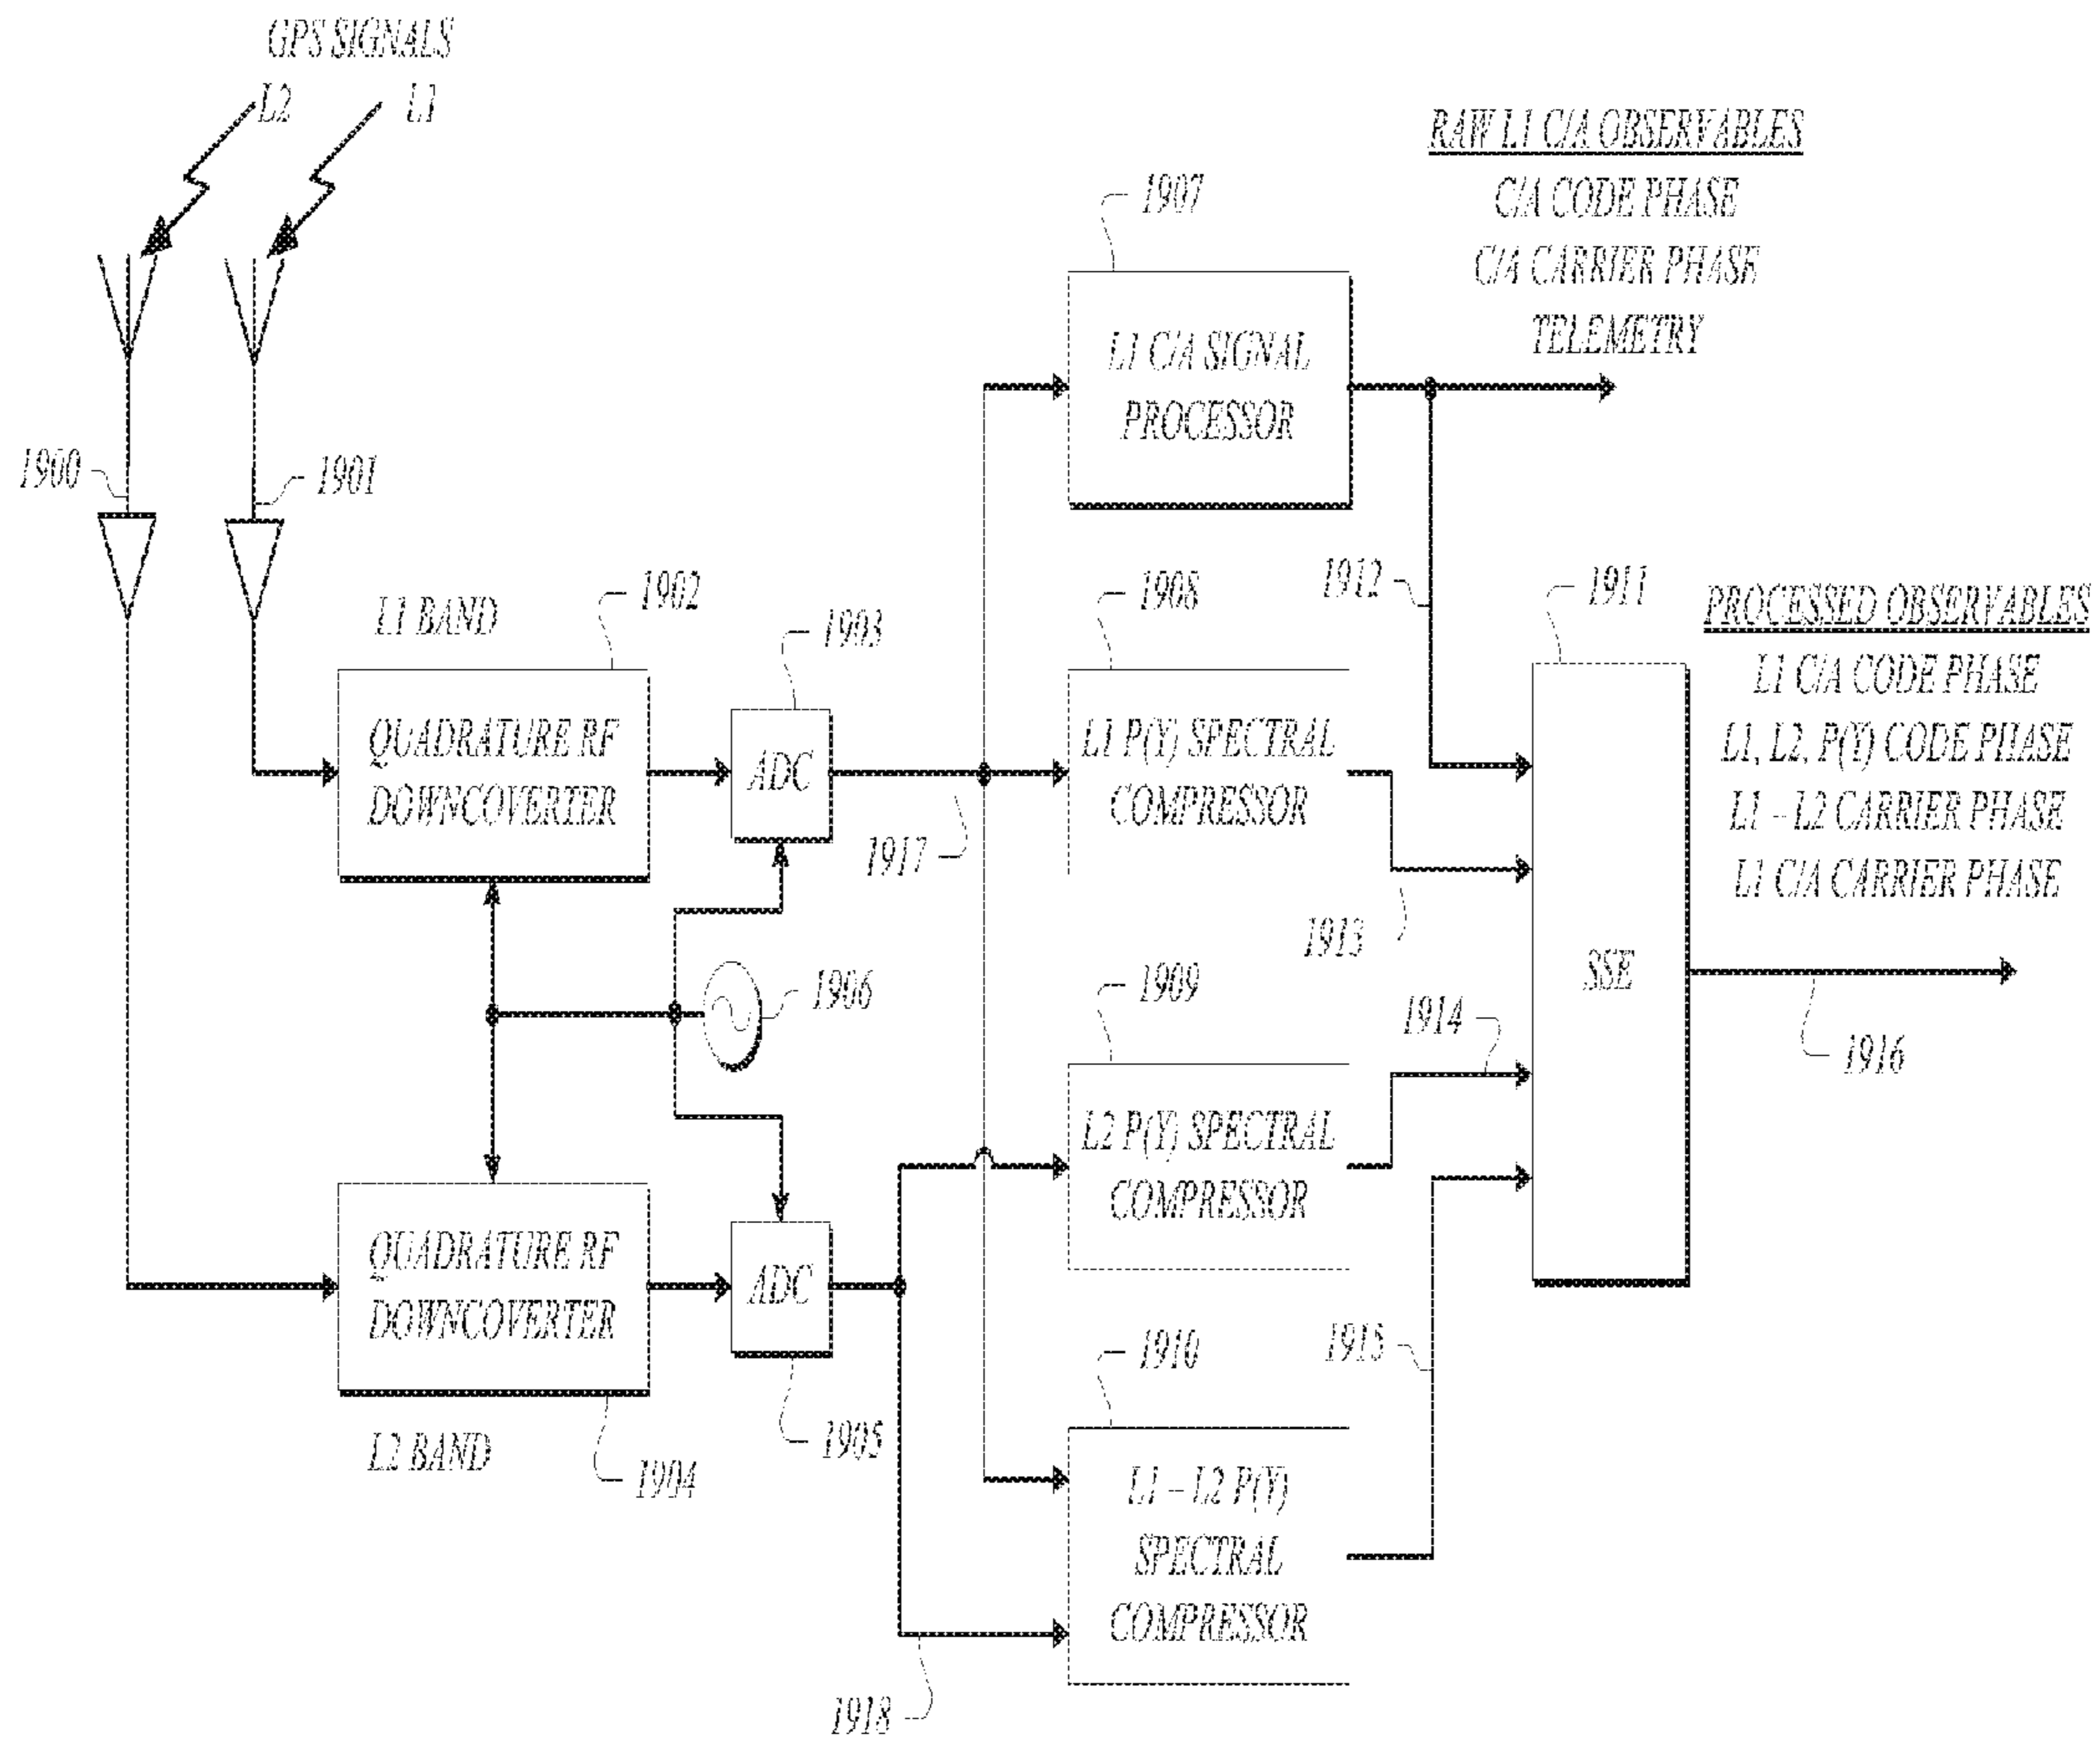 GPS SIGNALS
L2
L1
RAW L1 C/A OBSERVABLES
C/A CODE PHASE
C/A CARRIER PHASE
TELEMETRY
1907
L1 C/A SIGNAL
PROCESSOR
1900
1901
1912
1911
1902
L1 BAND
1903
1908
PROCESSED OBSERVABLES
L1 C/A CODE PHASE
L1, L2, P(Y) CODE PHASE
L1 – L2 CARRIER PHASE
L1 C/A CARRIER PHASE
QUADRATURE RF
DOWNCOVERTER
ADC
L1 P(Y) SPECTRAL
COMPRESSOR
1917
1913
SSE
1906
1909
1914
1916
L2 P(Y) SPECTRAL
COMPRESSOR
QUADRATURE RF
DOWNCOVERTER
ADC
1910
1915
1905
L2 BAND
1904
L1 – L2 P(Y)
SPECTRAL
COMPRESSOR
1918